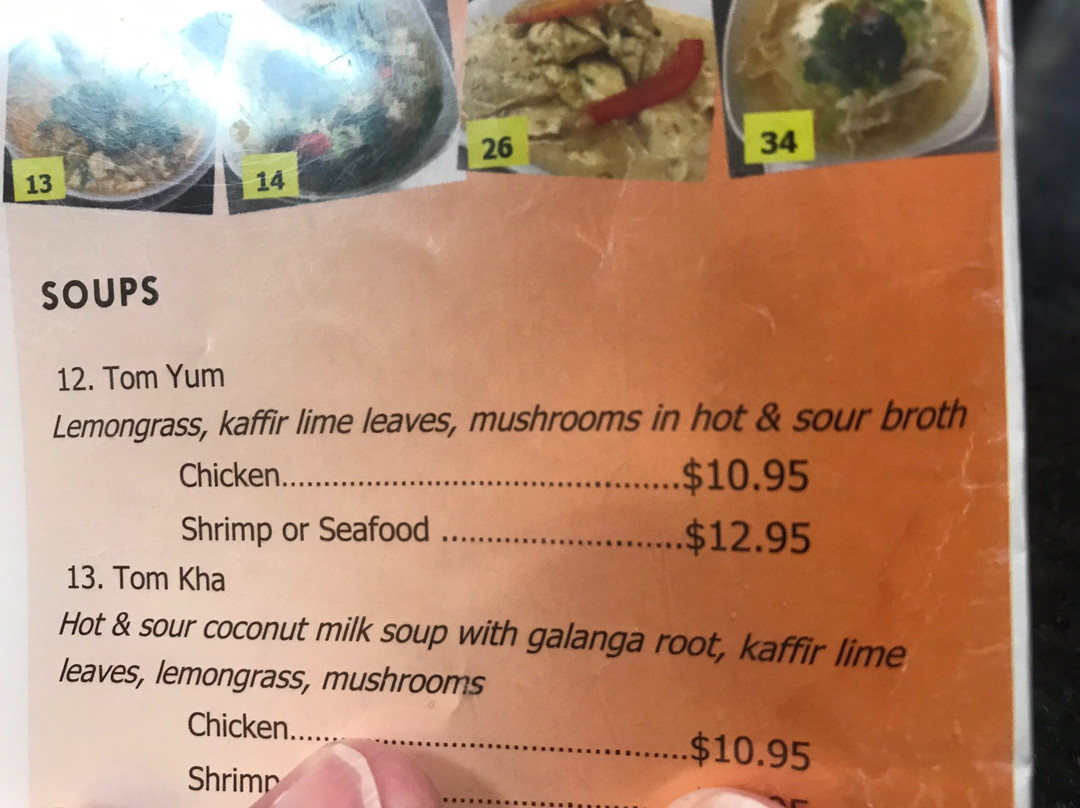 13
14
26
34
SOUPS
12. Tom Yum
Lemongrass, kaffir lime leaves, mushrooms in hot & sour broth
Chicken..............................................$10.95
Shrimp or Seafood .............................$12.95
13. Tom Kha
Hot & sour coconut milk soup with galanga root, kaffir lime
leaves, lemongrass, mushrooms
Chicken..............................................$10.95
Shrimp